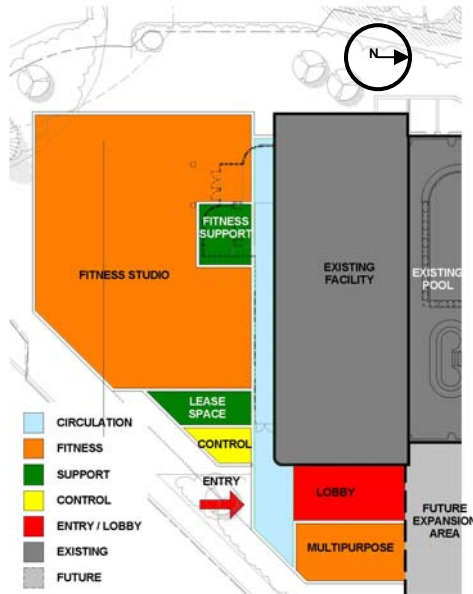 N
FITNESS
SUPPORT
FITNESS STUDIO
EXISTING
FACILITY
EXISTING
POOL
LEASE
SPACE
CONTROL
ENTRY
LOBBY
MULTIPURPOSE
FUTURE
EXPANSION
AREA
CIRCULATION
FITNESS
SUPPORT
CONTROL
ENTRY / LOBBY
EXISTING
FUTURE